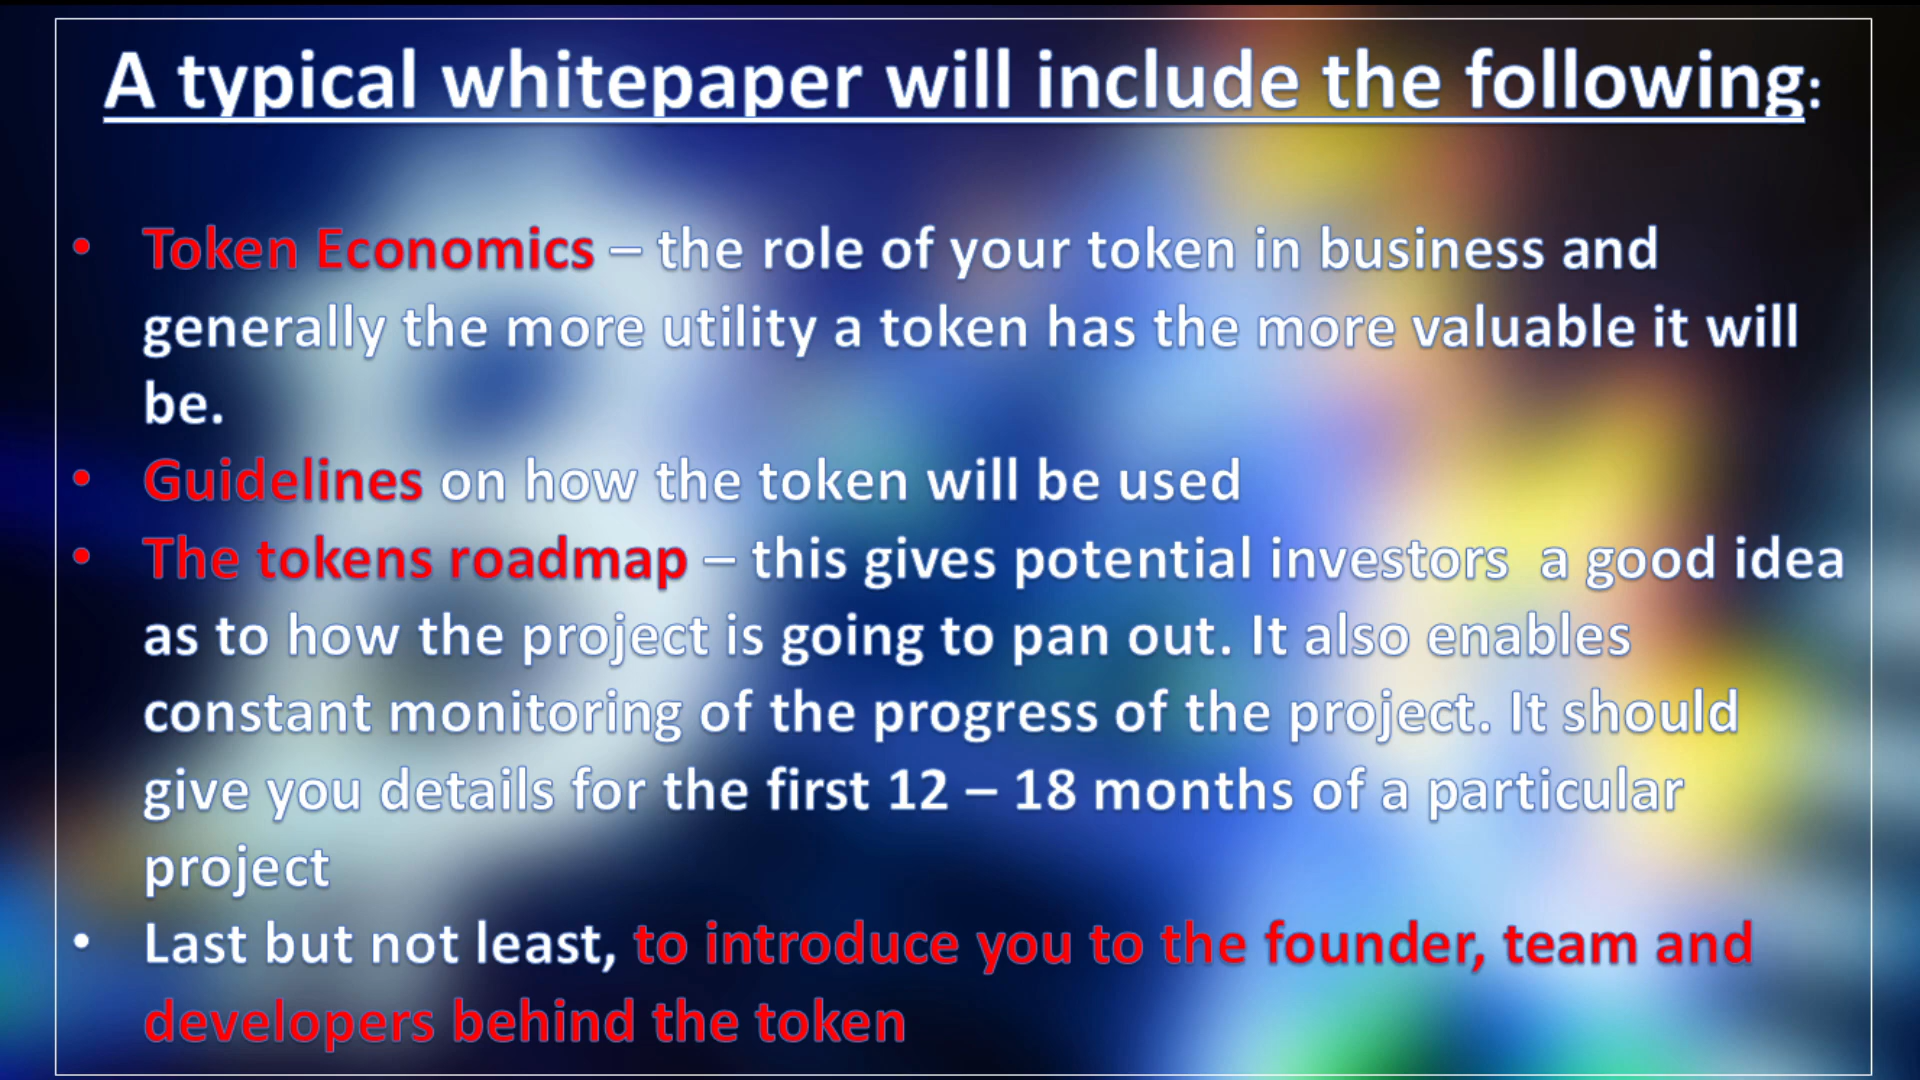 A typical whitepaper will include the following:
• Token Economics – the role of your token in business and
generally the more utility a token has the more valuable it will
be.
• Guidelines on how the token will be used
• The tokens roadmap – this gives potential investors  a good idea
as to how the project is going to pan out. It also enables
constant monitoring of the progress of the project. It should
give you details for the first 12 – 18 months of a particular
project
• Last but not least, to introduce you to the founder, team and
developers behind the token